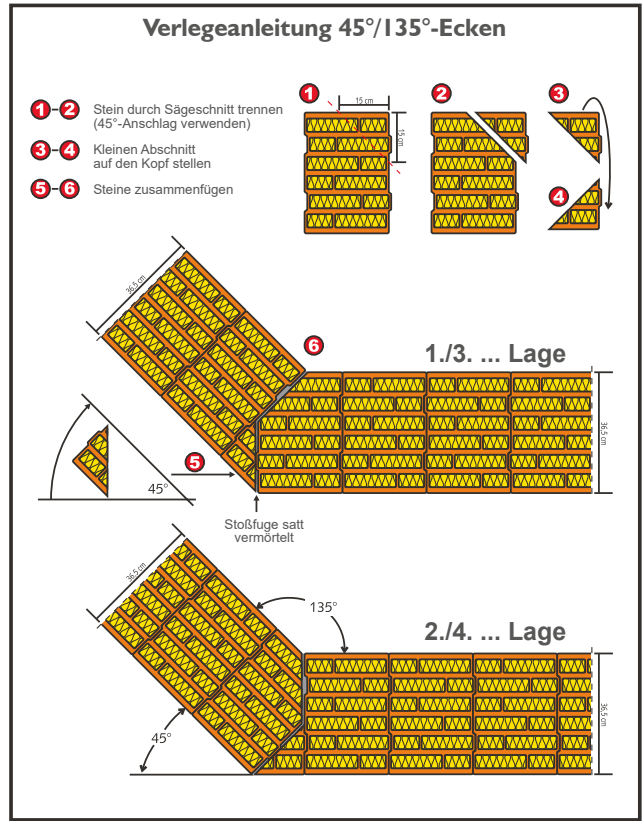 Verlegeanleitung 45°/135°-Ecken
1-2 Stein durch Sägeschnitt trennen
(45°-Anschlag verwenden)
3-4 Kleinen Abschnitt
auf den Kopf stellen
5-6 Steine zusammenfügen
1
15 cm
15 cm
2
3
4
36,5 cm
6
1./3. ... Lage
36,5 cm
5
45°
Stoßfuge satt
vermörtelt
36,5 cm
135°
2./4. ... Lage
45°
36,5 cm